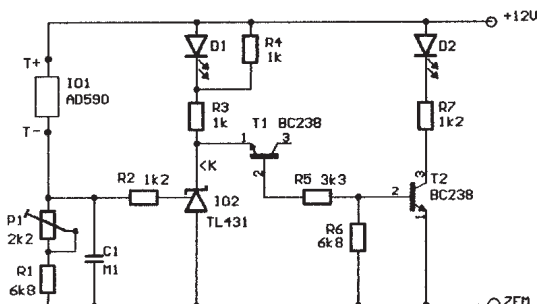 +12V
D1
R4
1k
D2
T+
IO1
AD590
R3
1k
R7
1k2
T1 BC238
1
3
T-
<K
2
R2 1k2
IO2
TL431
R5 3k3
3
T2
BC238
2
1
P1
2k2
C1
M1
R6
6k8
R1
6k8
ZEM